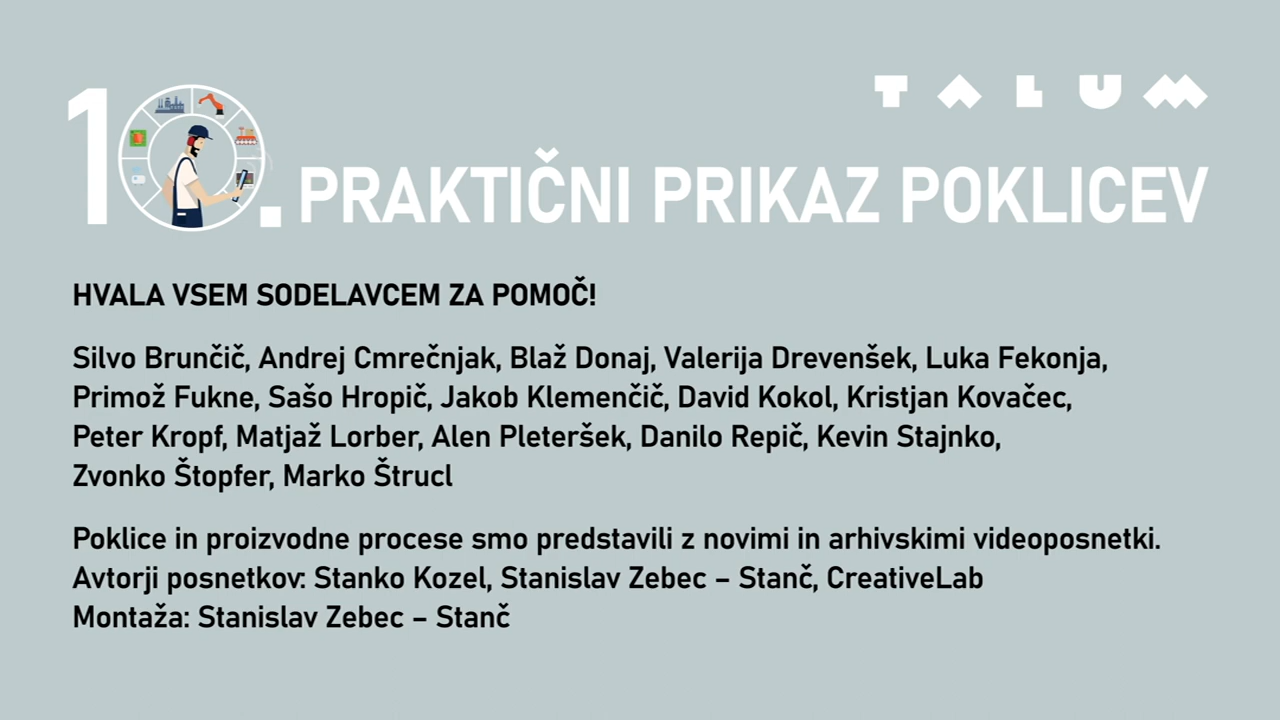 TALUM
10. PRAKTIČNI PRIKAZ POKLICEV
HVALA VSEM SODELAVCEM ZA POMOČ!
Silvo Brunčič, Andrej Cmrečnjak, Blaž Donaj, Valerija Drevenšek, Luka Fekonja,
Primož Fukne, Sašo Hropič, Jakob Klemenčič, David Kokol, Kristjan Kovačec,
Peter Kropf, Matjaž Lorber, Alen Pleteršek, Danilo Repič, Kevin Stajnko,
Zvonko Štopfer, Marko Štrucl
Poklice in proizvodne procese smo predstavili z novimi in arhivskimi videoposnetki.
Avtorji posnetkov: Stanko Kozel, Stanislav Zebec – Stanč, CreativeLab
Montaža: Stanislav Zebec – Stanč